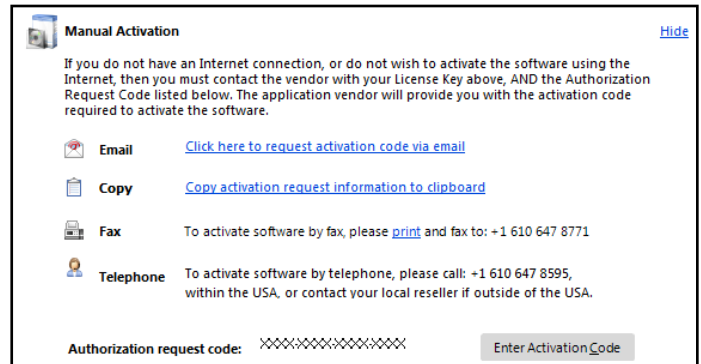 Manual Activation
Hide
If you do not have an Internet connection, or do not wish to activate the software using the
Internet, then you must contact the vendor with your License Key above, AND the Authorization
Request Code listed below. The application vendor will provide you with the activation code
required to activate the software.
Email Click here to request activation code via email
Copy Copy activation request information to clipboard
Fax To activate software by fax, please print and fax to: +1 610 647 8771
Telephone To activate software by telephone, please call: +1 610 647 8595,
within the USA, or contact your local reseller if outside of the USA.
Authorization request code: XXXX-XXXX-XXXX-XXXX Enter Activation Code